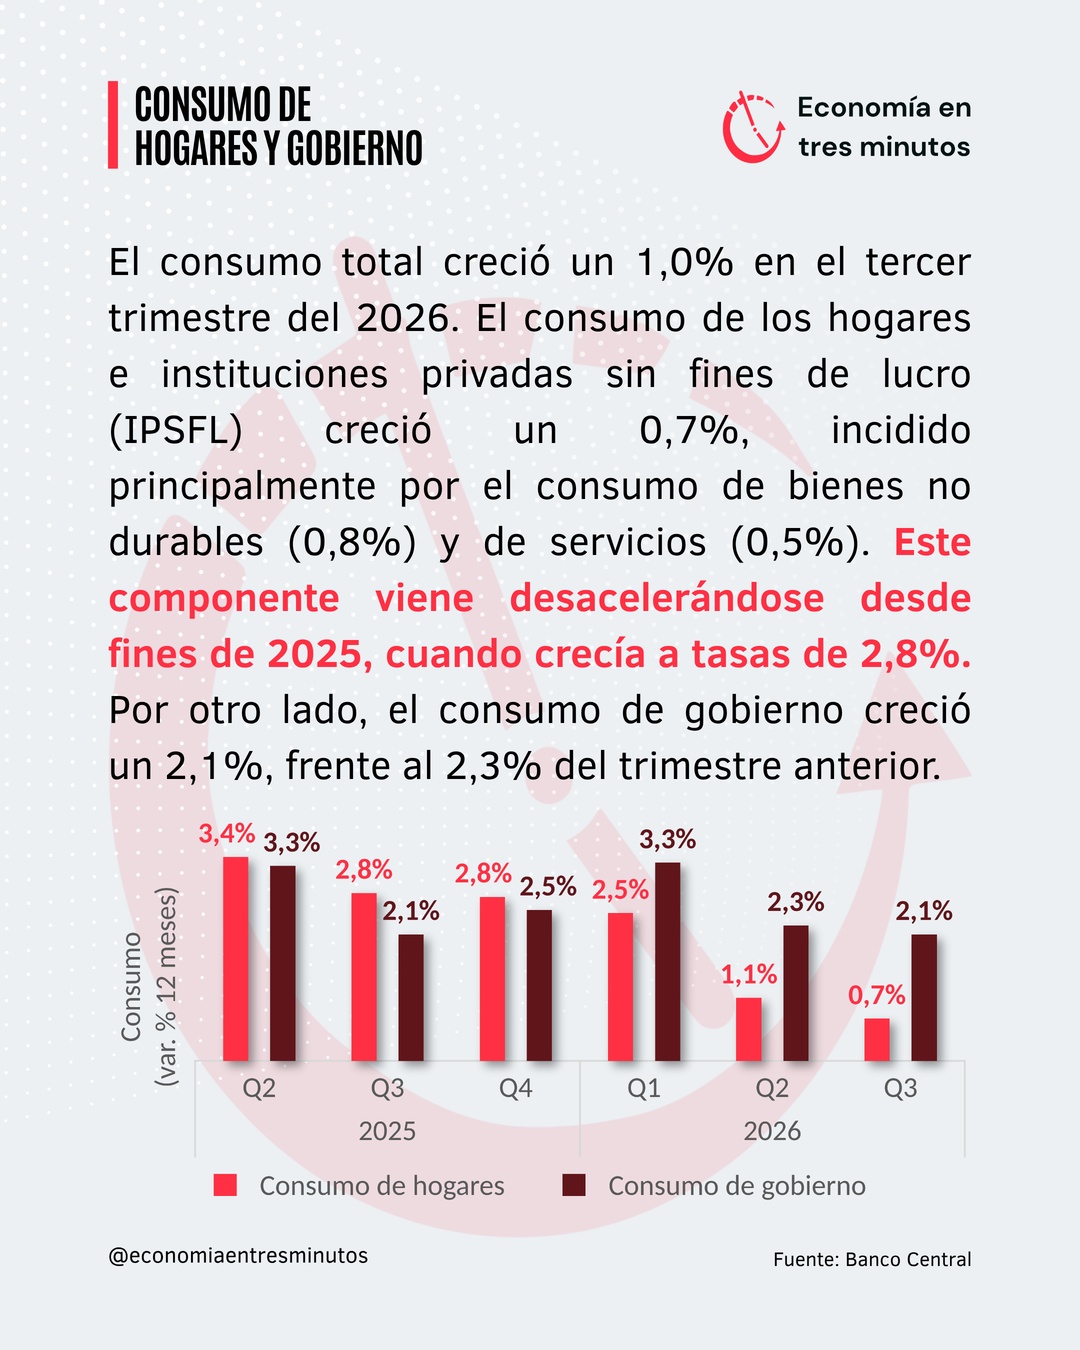 CONSUMO DE
HOGARES Y GOBIERNO
Economía en
tres minutos
El consumo total creció un 1,0% en el tercer
trimestre del 2026. El consumo de los hogares
e instituciones privadas sin fines de lucro
(IPSFL) creció un 0,7%, incidido
principalmente por el consumo de bienes no
durables (0,8%) y de servicios (0,5%). Este
componente viene desacelerándose desde
fines de 2025, cuando crecía a tasas de 2,8%.
Por otro lado, el consumo de gobierno creció
un 2,1%, frente al 2,3% del trimestre anterior.
Consumo
(var. % 12 meses)
3,4% 3,3% 2,8% 2,1% 2,8% 2,5% 2,5% 3,3% 1,1% 2,3% 0,7% 2,1%
Q2 Q3 Q4 Q1 Q2 Q3
2025 2026
Consumo de hogares Consumo de gobierno
@economiaentresminutos
Fuente: Banco Central